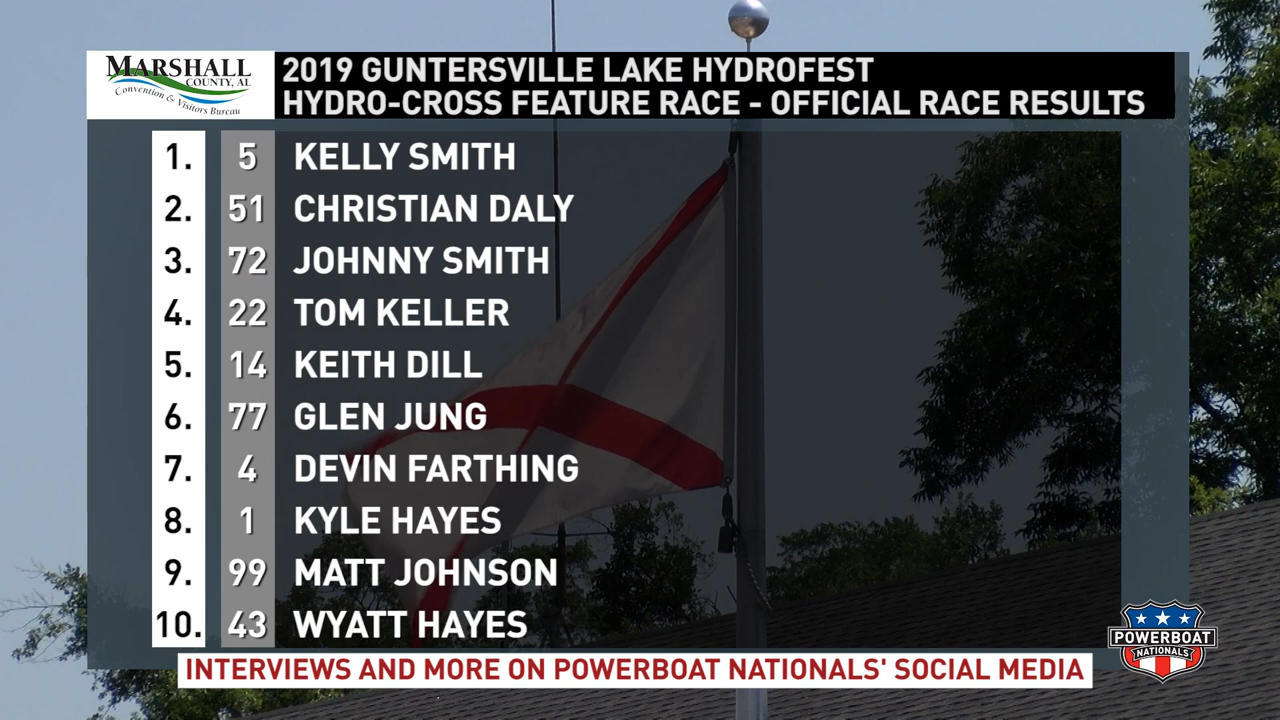 MARSHALL
COUNTY, AL
Convention & Visitors Bureau
2019 GUNTERSVILLE LAKE HYDROFEST
HYDRO-CROSS FEATURE RACE - OFFICIAL RACE RESULTS
1. 5 KELLY SMITH
2. 51 CHRISTIAN DALY
3. 72 JOHNNY SMITH
4. 22 TOM KELLER
5. 14 KEITH DILL
6. 77 GLEN JUNG
7. 4 DEVIN FARTHING
8. 1 KYLE HAYES
9. 99 MATT JOHNSON
10. 43 WYATT HAYES
POWERBOAT
NATIONALS
INTERVIEWS AND MORE ON POWERBOAT NATIONALS' SOCIAL MEDIA